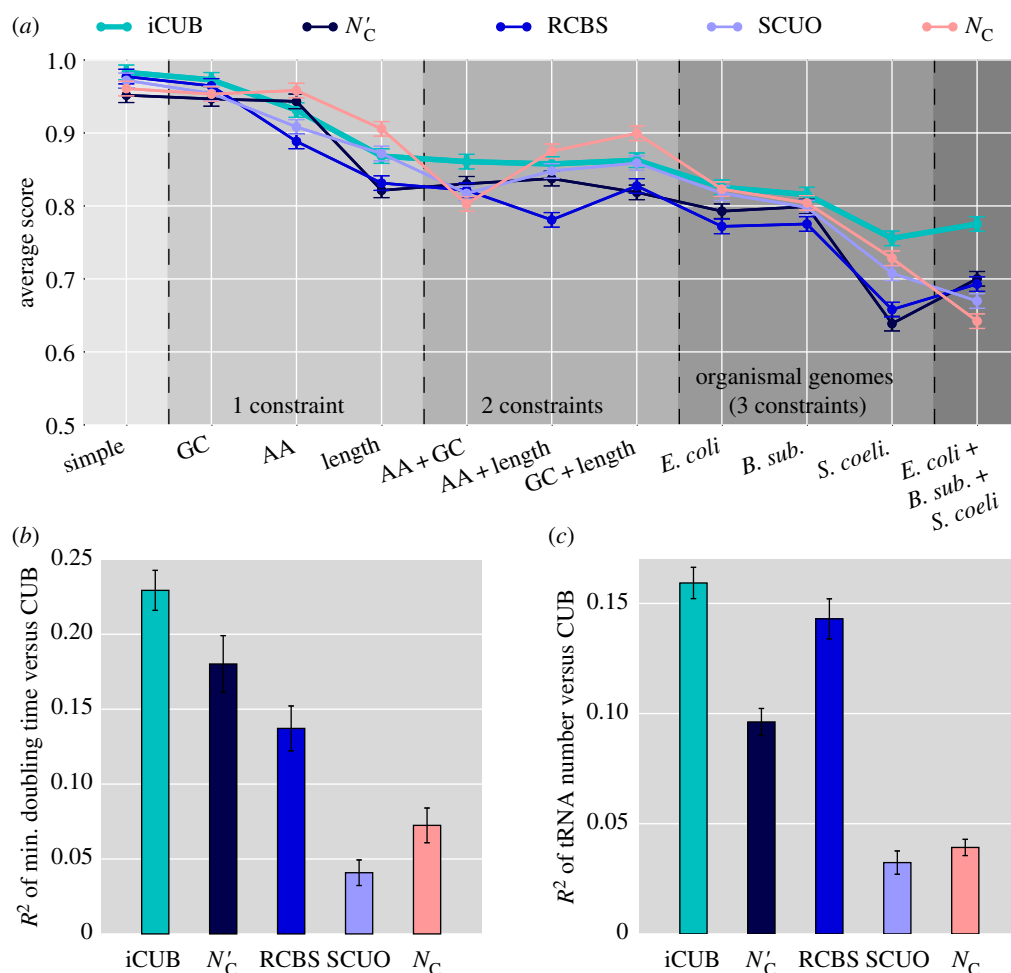 (a) iCUB N′C RCBS SCUO NC
average score
1.0
0.9
0.8
0.7
0.6
0.5
1 constraint
2 constraints
organismal genomes
(3 constraints)
simple
GC
AA
length
AA + GC
AA + length
GC + length
E. coli
B. sub.
S. coeli.
E. coli +
B. sub. +
S. coeli
(b)
R² of min. doubling time versus CUB
0.25
0.20
0.15
0.10
0.05
0
iCUB N′C RCBS SCUO NC
(c)
R² of tRNA number versus CUB
0.15
0.10
0.05
0
iCUB N′C RCBS SCUO NC